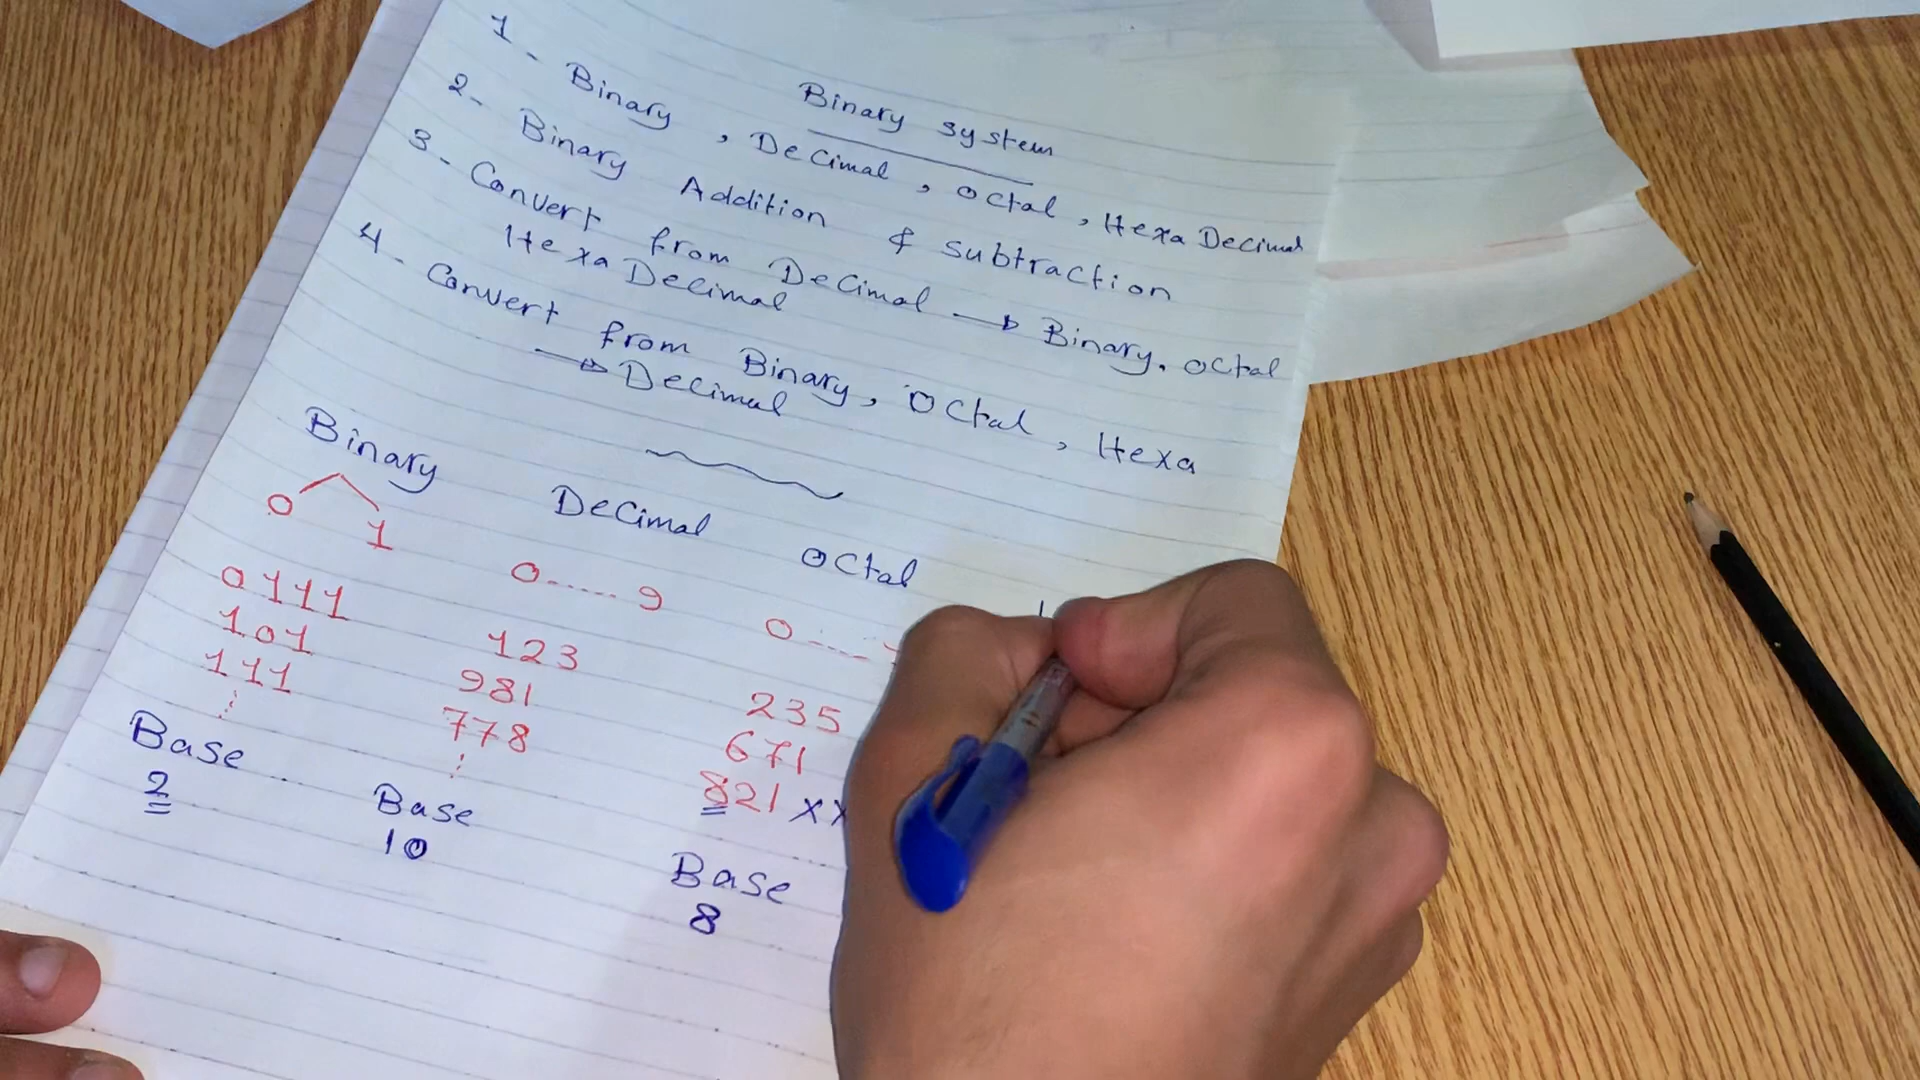 Binary system
1 - Binary , Decimal , Octal , Hexa Decimal
2 - Binary Addition & subtraction
3 - Convert from Decimal → Binary. octal
Hexa Decimal
4 - Convert from Binary, Octal, Hexa
→ Decimal
Binary
0 1
0111
101
111
Base
2
Decimal
0......9
123
981
778
Base
10
Octal
0......
235
671
821 XX
Base
8